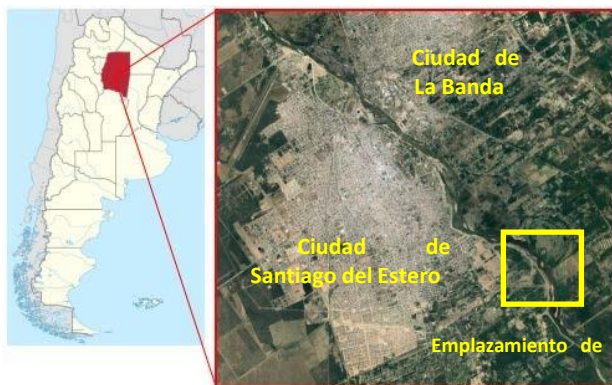 Ciudad de
La Banda
Ciudad de
Santiago del Estero
Emplazamiento de